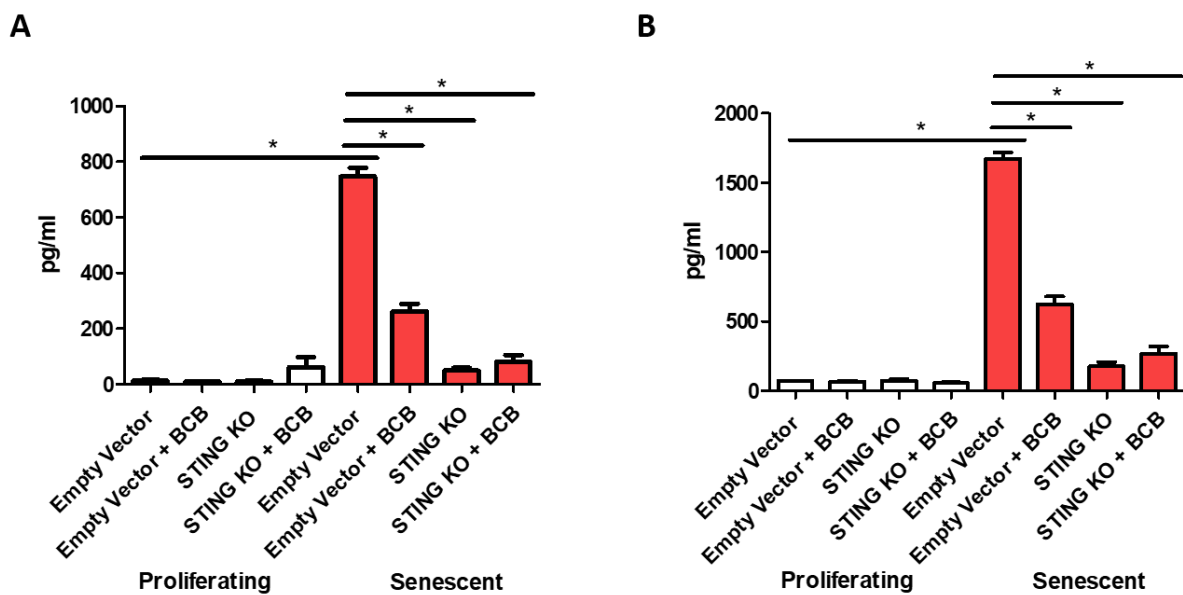 A
1000
800
600
400
200
0
pg/ml
*
*
*
*
Empty Vector
Empty Vector + BCB
STING KO
STING KO + BCB
Empty Vector
Empty Vector + BCB
STING KO
STING KO + BCB
Proliferating
Senescent
B
2000
1500
1000
500
0
pg/ml
*
*
*
*
Empty Vector
Empty Vector + BCB
STING KO
STING KO + BCB
Empty Vector
Empty Vector + BCB
STING KO
STING KO + BCB
Proliferating
Senescent